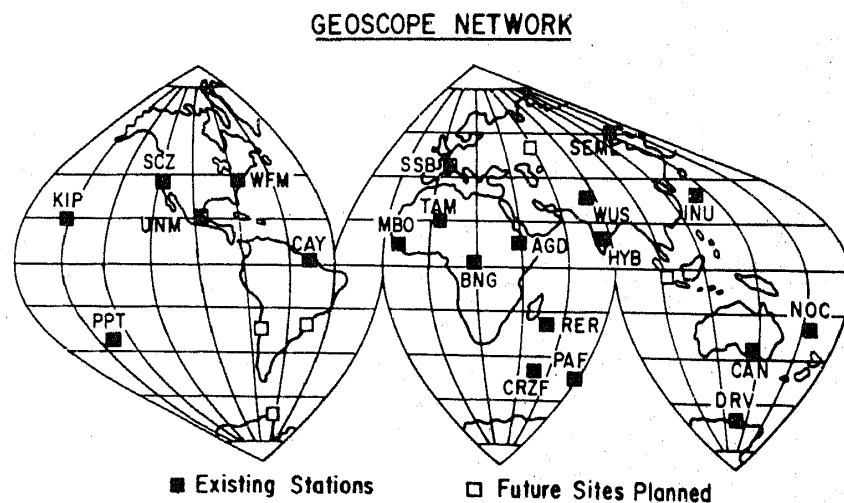 GEOSCOPE NETWORK
SCZ
WFM
KIP
UNM
CAY
PPT
SSB
SEML
TAM
WUS
INU
MBO
AGD
HYB
BNG
RER
NOC
PAF
CRZF
CAN
DRV
Existing Stations
Future Sites Planned